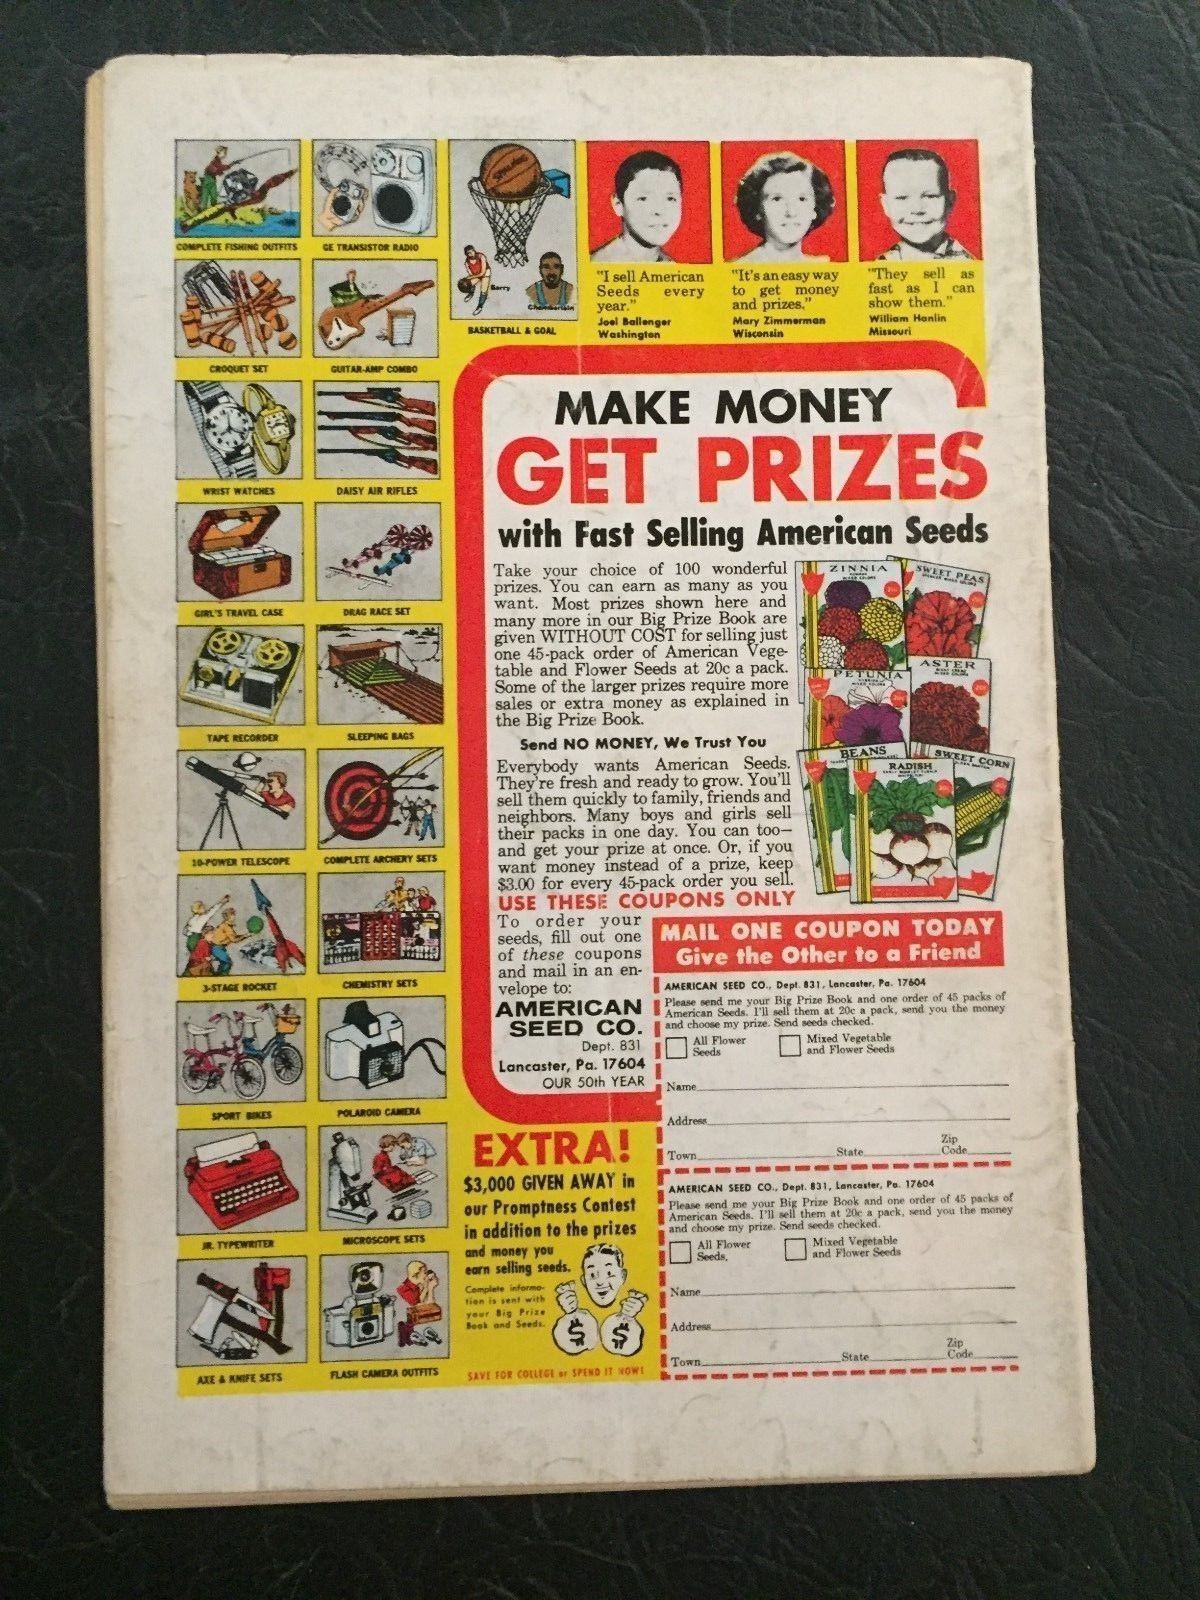 COMPLETE FISHING OUTFITS
GE TRANSISTOR RADIO
SPALDING
Barry
Chamberlain
BASKETBALL & GOAL
CROQUET SET
GUITAR-AMP COMBO
WRIST WATCHES
DAISY AIR RIFLES
GIRL'S TRAVEL CASE
DRAG RACE SET
TAPE RECORDER
SLEEPING BAGS
10-POWER TELESCOPE
COMPLETE ARCHERY SETS
3-STAGE ROCKET
CHEMISTRY SETS
SPORT BIKES
POLAROID CAMERA
JR. TYPEWRITER
MICROSCOPE SETS
AXE & KNIFE SETS
FLASH CAMERA OUTFITS
"I sell American
Seeds every
year."
Joel Ballenger
Washington
"It's an easy way
to get money
and prizes."
Mary Zimmerman
Wisconsin
"They sell as
fast as I can
show them."
William Hanlin
Missouri
MAKE MONEY
GET PRIZES
with Fast Selling American Seeds
Take your choice of 100 wonderful
prizes. You can earn as many as you
want. Most prizes shown here and
many more in our Big Prize Book are
given WITHOUT COST for selling just
one 45-pack order of American Vege-
table and Flower Seeds at 20c a pack.
Some of the larger prizes require more
sales or extra money as explained in
the Big Prize Book.
Send NO MONEY, We Trust You
Everybody wants American Seeds.
They're fresh and ready to grow. You'll
sell them quickly to family, friends and
neighbors. Many boys and girls sell
their packs in one day. You can too—
and get your prize at once. Or, if you
want money instead of a prize, keep
$3.00 for every 45-pack order you sell.
USE THESE COUPONS ONLY
ZINNIA
MIXED COLORS
SWEET PEAS
MIXED COLORS
PETUNIA
MIXED COLORS
ASTER
MIXED COLORS
BEANS
RADISH
SWEET CORN
To order your
seeds, fill out one
of these coupons
and mail in an en-
velope to:
AMERICAN
SEED CO.
Dept. 831
Lancaster, Pa. 17604
OUR 50th YEAR
MAIL ONE COUPON TODAY
Give the Other to a Friend
AMERICAN SEED CO., Dept. 831, Lancaster, Pa. 17604
Please send me your Big Prize Book and one order of 45 packs of
American Seeds. I'll sell them at 20c a pack, send you the money
and choose my prize. Send seeds checked.
All Flower
Seeds
Mixed Vegetable
and Flower Seeds
Name
Address
Town State Zip Code
AMERICAN SEED CO., Dept. 831, Lancaster, Pa. 17604
Please send me your Big Prize Book and one order of 45 packs of
American Seeds. I'll sell them at 20c a pack, send you the money
and choose my prize. Send seeds checked.
All Flower
Seeds.
Mixed Vegetable
and Flower Seeds
Name
Address
Town State Zip Code
EXTRA!
$3,000 GIVEN AWAY in
our Promptness Contest
in addition to the prizes
and money you
earn selling seeds.
Complete informa-
tion is sent with
your Big Prize
Book and Seeds.
$ $
SAVE FOR COLLEGE or SPEND IT NOW!